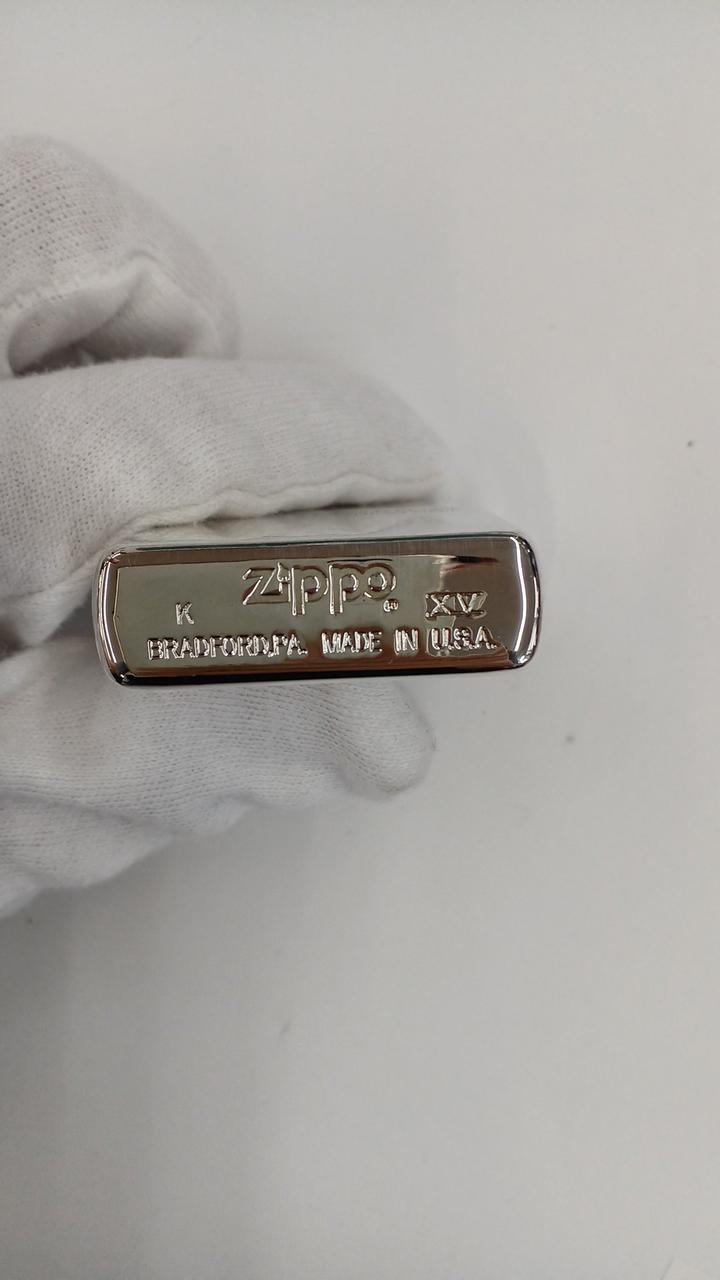 Zippo®
K XV
BRADFORD,PA. MADE IN U.S.A.